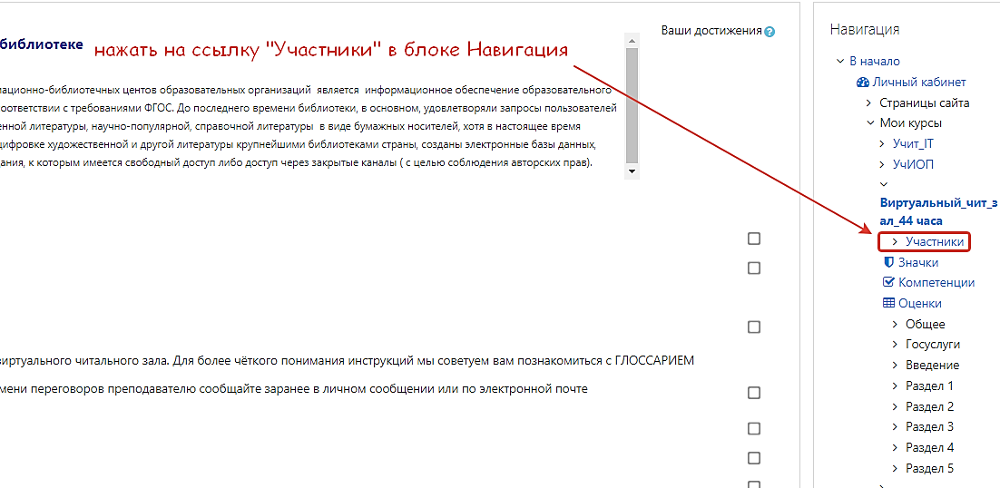 библиотеке
нажать на ссылку "Участники" в блоке Навигация
Ваши достижения
ационно-библиотечных центров образовательных организаций является информационное обеспечение образовательного
оответствии с требованиями ФГОС. До последнего времени библиотеки, в основном, удовлетворяли запросы пользователей
енной литературы, научно-популярной, справочной литературы в виде бумажных носителей, хотя в настоящее время
цифровке художественной и другой литературы крупнейшими библиотеками страны, созданы электронные базы данных,
дания, к которым имеется свободный доступ либо доступ через закрытые каналы ( с целью соблюдения авторских прав).
виртуального читального зала. Для более чёткого понимания инструкций мы советуем вам познакомиться с ГЛОССАРИЕМ
мени переговоров преподавателю сообщайте заранее в личном сообщении или по электронной почте
Навигация
В начало
Личный кабинет
Страницы сайта
Мои курсы
Учит_IT
УчИОП
Виртуальный_чит_з
ал_44 часа
Участники
Значки
Компетенции
Оценки
Общее
Госуслуги
Введение
Раздел 1
Раздел 2
Раздел 3
Раздел 4
Раздел 5